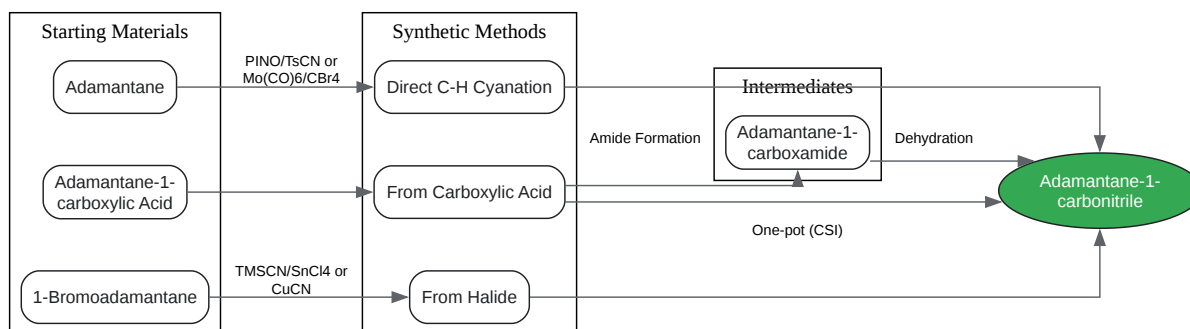 Starting Materials
Synthetic Methods
PINO/TsCN or
Mo(CO)6/CBr4
Adamantane
Direct C-H Cyanation
Intermediates
Amide Formation
Adamantane-1-
carboxamide
Dehydration
Adamantane-1-
carboxylic Acid
From Carboxylic Acid
Adamantane-1-
carbonitrile
One-pot (CSI)
TMSCN/SnCl4 or
CuCN
1-Bromoadamantane
From Halide